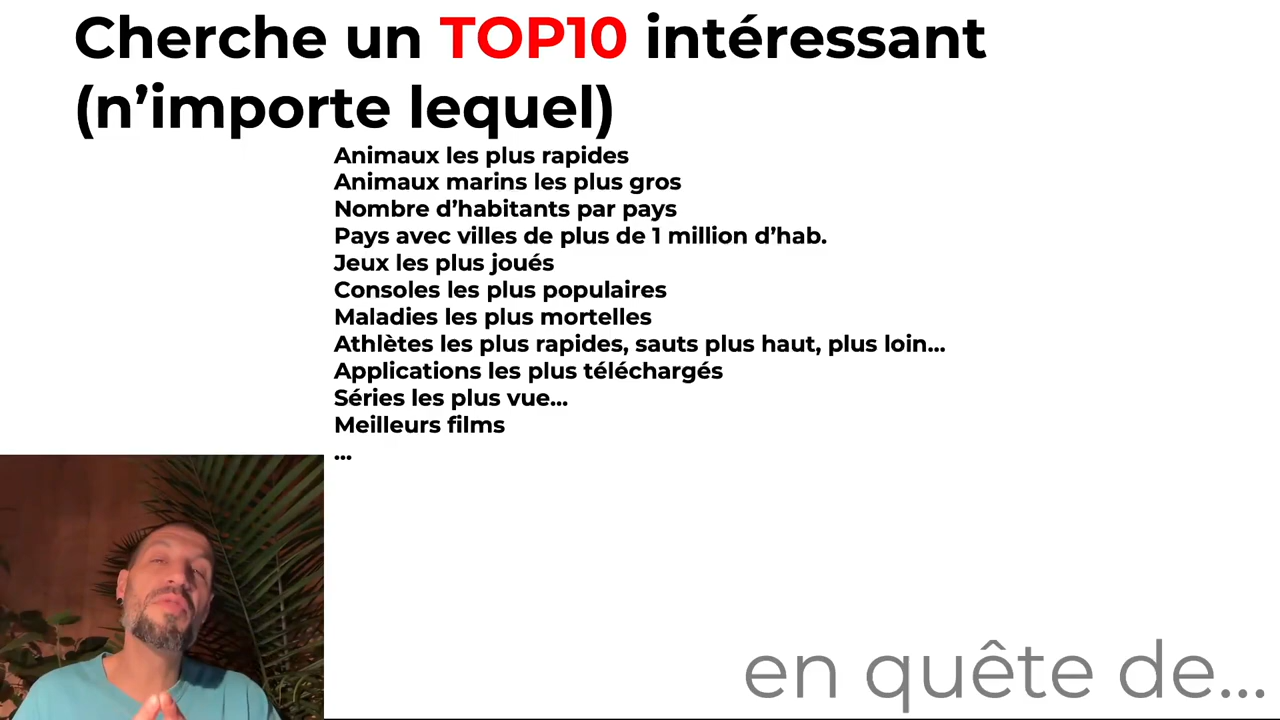 Cherche un TOP10 intéressant
(n’importe lequel)
Animaux les plus rapides
Animaux marins les plus gros
Nombre d’habitants par pays
Pays avec villes de plus de 1 million d’hab.
Jeux les plus joués
Consoles les plus populaires
Maladies les plus mortelles
Athlètes les plus rapides, sauts plus haut, plus loin...
Applications les plus téléchargés
Séries les plus vue...
Meilleurs films
...
en quête de...